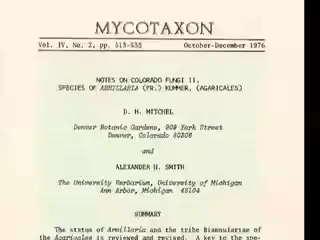 MYCOTAXON
Vol. IV, No. 2, pp. 513-533 October-December 1976
NOTES ON COLORADO FUNGI II.
SPECIES OF ARMILLARIA (FR.) KUMMER, (AGARICALES)
D. H. MITCHEL
Denver Botanic Gardens, 909 York Street
Denver, Colorado 80206
and
ALEXANDER H. SMITH
The University Herbarium, University of Michigan
Ann Arbor, Michigan 48104
SUMMARY
The status of Armillaria and the tribe Biannulariae of
the Agaricales is reviewed and revised. A key to the spe-